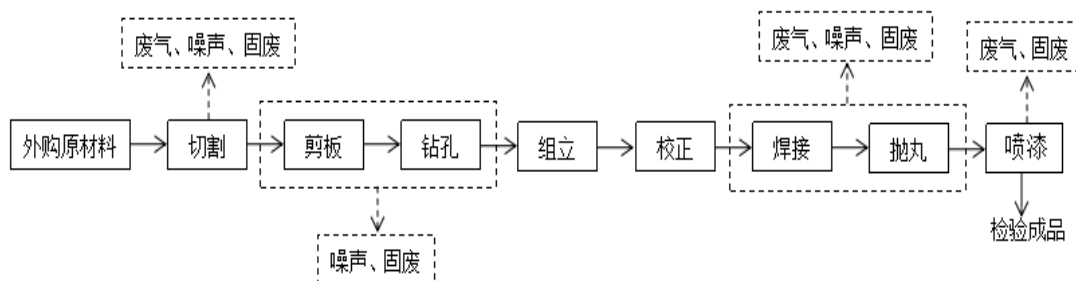 废气、噪声、固废
废气、噪声、固废
废气、固废
外购原材料
切割
剪板
钻孔
组立
校正
焊接
抛丸
喷漆
检验成品
噪声、固废